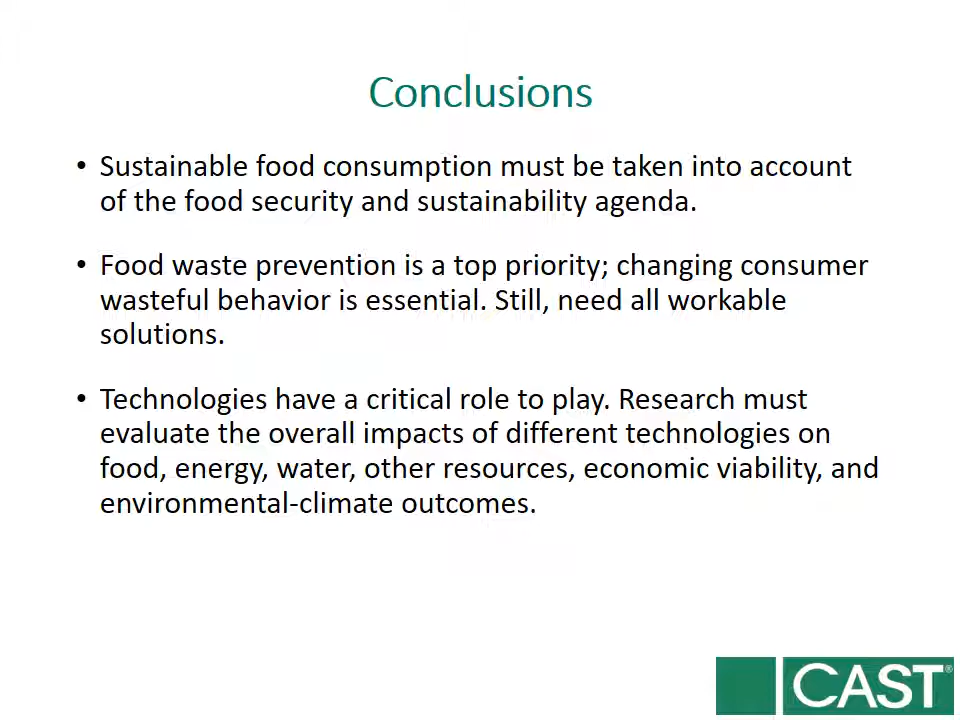 Conclusions
• Sustainable food consumption must be taken into account
of the food security and sustainability agenda.
• Food waste prevention is a top priority; changing consumer
wasteful behavior is essential. Still, need all workable
solutions.
• Technologies have a critical role to play. Research must
evaluate the overall impacts of different technologies on
food, energy, water, other resources, economic viability, and
environmental-climate outcomes.
CAST®